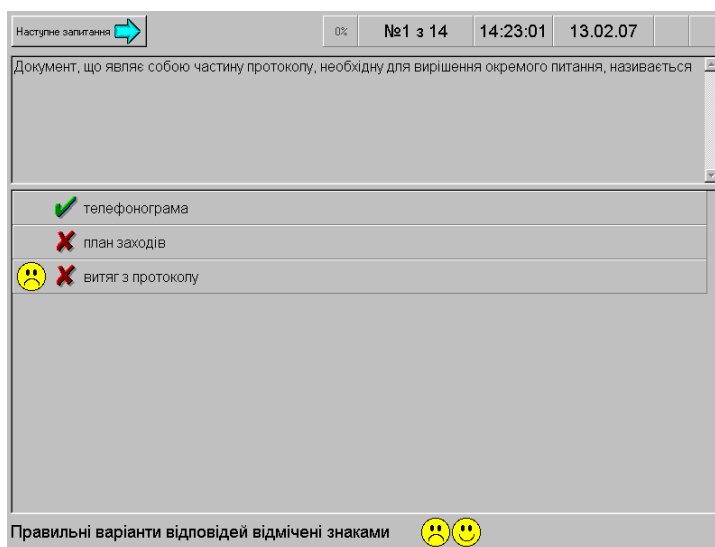 Наступне запитання
0%
№1 з 14
14:23:01
13.02.07
Документ, що являє собою частину протоколу, необхідну для вирішення окремого питання, називається
телефонограма
план заходів
витяг з протоколу
Правильні варіанти відповідей відмічені знаками